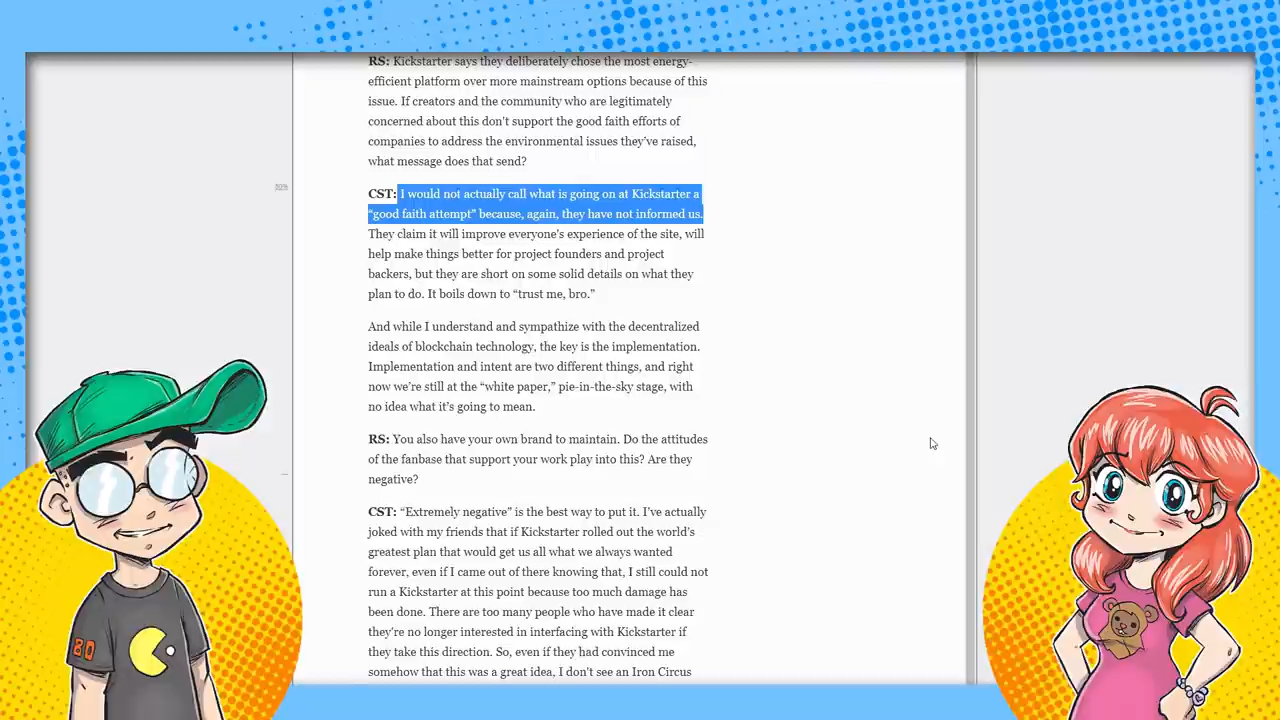 RS: Kickstarter says they deliberately chose the most energy-
efficient platform over more mainstream options because of this
issue. If creators and the community who are legitimately
concerned about this don't support the good faith efforts of
companies to address the environmental issues they've raised,
what message does that send?
50%
CST: I would not actually call what is going on at Kickstarter a
“good faith attempt” because, again, they have not informed us.
They claim it will improve everyone's experience of the site, will
help make things better for project founders and project
backers, but they are short on some solid details on what they
plan to do. It boils down to “trust me, bro.”
And while I understand and sympathize with the decentralized
ideals of blockchain technology, the key is the implementation.
Implementation and intent are two different things, and right
now we're still at the “white paper,” pie-in-the-sky stage, with
no idea what it's going to mean.
RS: You also have your own brand to maintain. Do the attitudes
of the fanbase that support your work play into this? Are they
negative?
CST: “Extremely negative” is the best way to put it. I've actually
joked with my friends that if Kickstarter rolled out the world's
greatest plan that would get us all what we always wanted
forever, even if I came out of there knowing that, I still could not
run a Kickstarter at this point because too much damage has
been done. There are too many people who have made it clear
they're no longer interested in interfacing with Kickstarter if
they take this direction. So, even if they had convinced me
somehow that this was a great idea, I don't see an Iron Circus
80